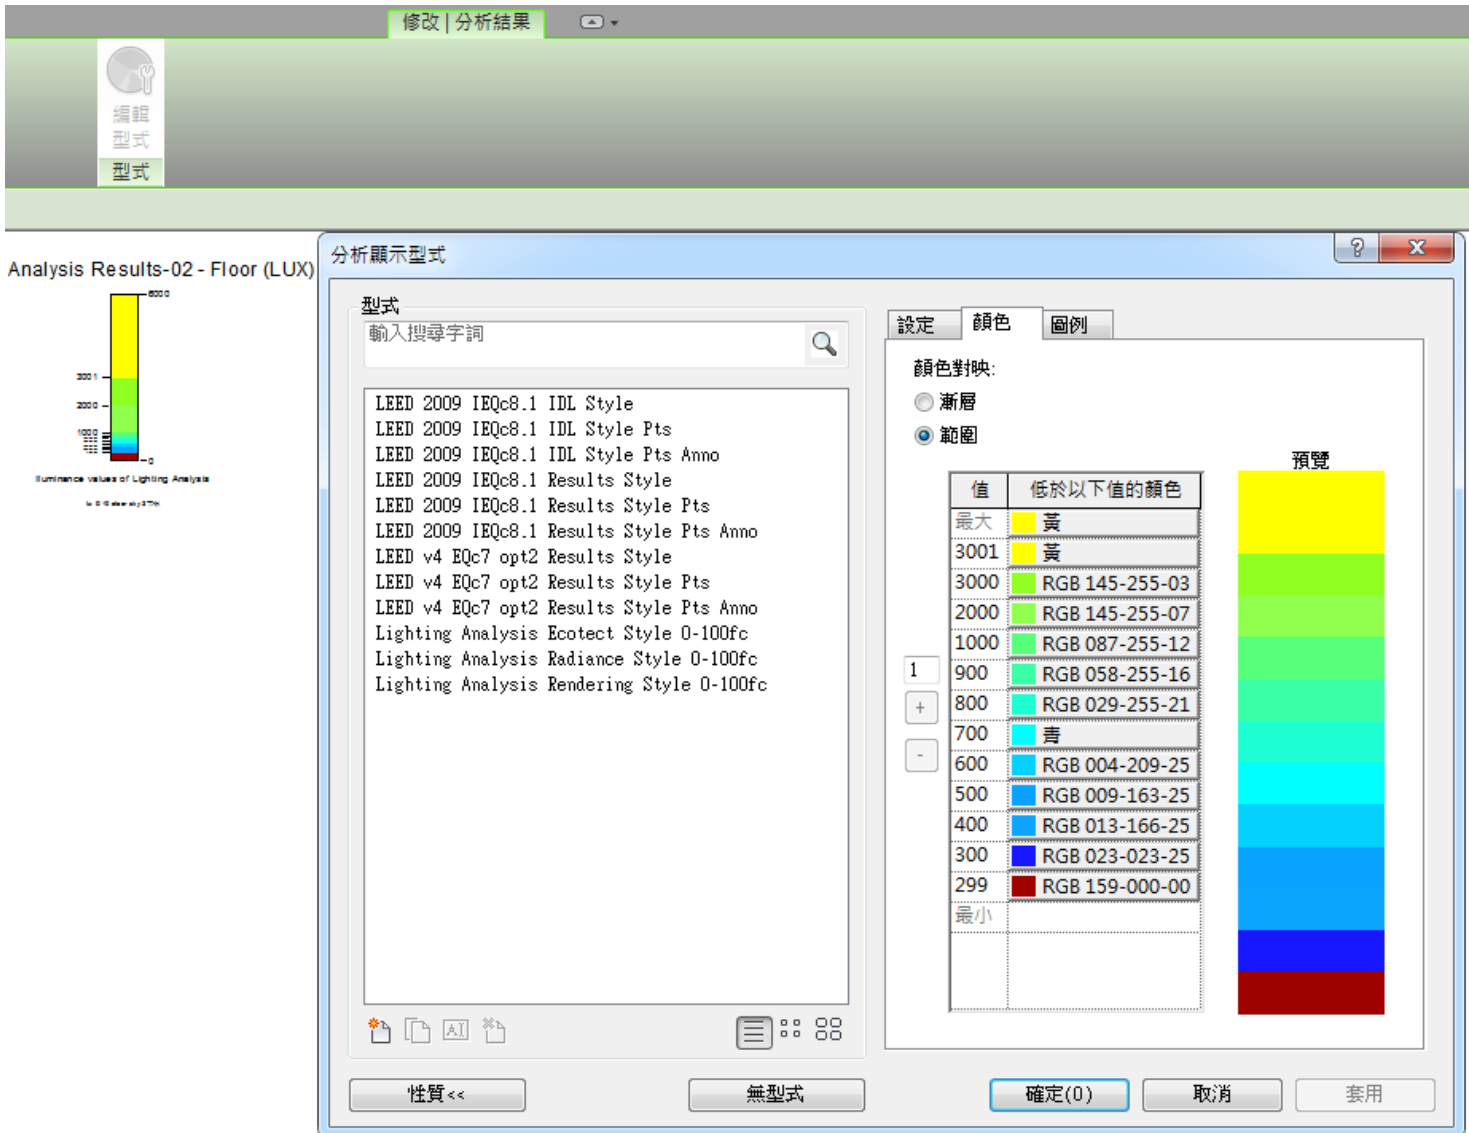 修改 | 分析結果
編輯
型式
型式
Analysis Results-02 - Floor (LUX)
6000
3001
2000
1000
0
Illuminance values of Lighting Analysis
分析顯示型式
型式
輸入搜尋字詞
LEED 2009 IEQc8.1 IDL Style
LEED 2009 IEQc8.1 IDL Style Pts
LEED 2009 IEQc8.1 IDL Style Pts Anno
LEED 2009 IEQc8.1 Results Style
LEED 2009 IEQc8.1 Results Style Pts
LEED 2009 IEQc8.1 Results Style Pts Anno
LEED v4 EQc7 opt2 Results Style
LEED v4 EQc7 opt2 Results Style Pts
LEED v4 EQc7 opt2 Results Style Pts Anno
Lighting Analysis Ecotect Style 0-100fc
Lighting Analysis Radiance Style 0-100fc
Lighting Analysis Rendering Style 0-100fc
設定 顏色 圖例
顏色對映:
漸層
範圍
預覽
值 低於以下值的顏色
最大 黃
3001 黃
3000 RGB 145-255-03
2000 RGB 145-255-07
1000 RGB 087-255-12
1
900 RGB 058-255-16
800 RGB 029-255-21
+
700 青
-
600 RGB 004-209-25
500 RGB 009-163-25
400 RGB 013-166-25
300 RGB 023-023-25
299 RGB 159-000-00
最小
性質<< 無型式 確定(O) 取消 套用